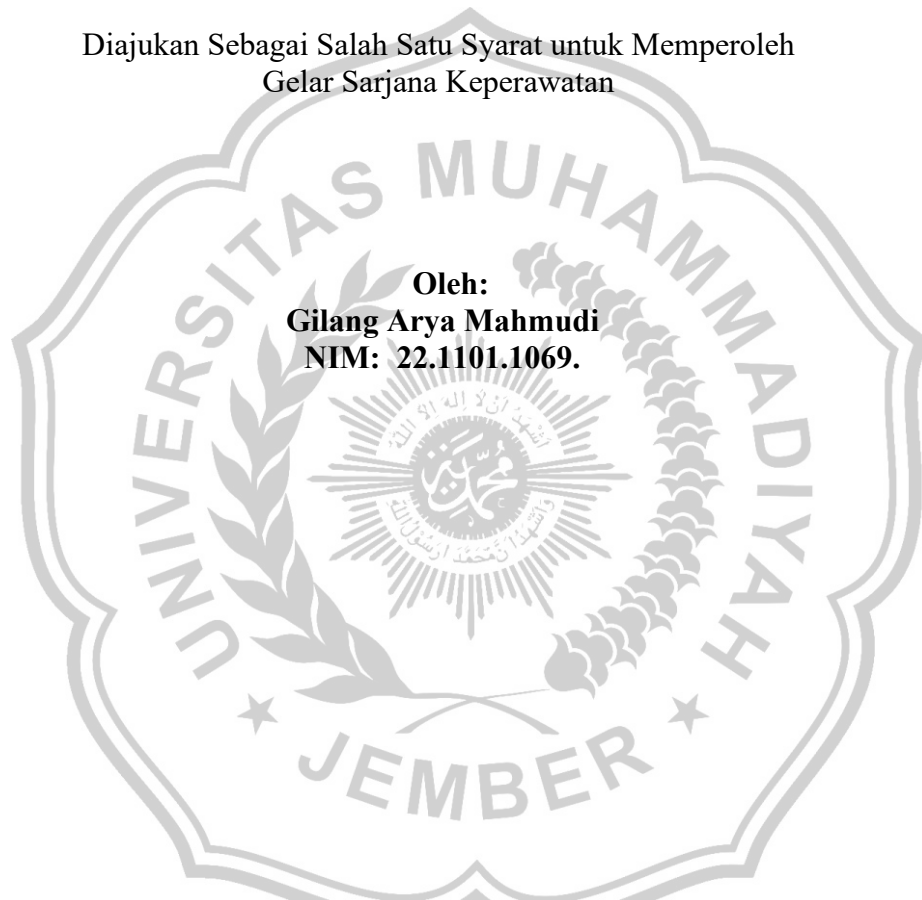 Diajukan Sebagai Salah Satu Syarat untuk Memperoleh
Gelar Sarjana Keperawatan
UNIVERSITAS MUHAMMADIYAH
Oleh:
Gilang Arya Mahmudi
NIM:  22.1101.1069.
محمد
JEMBER